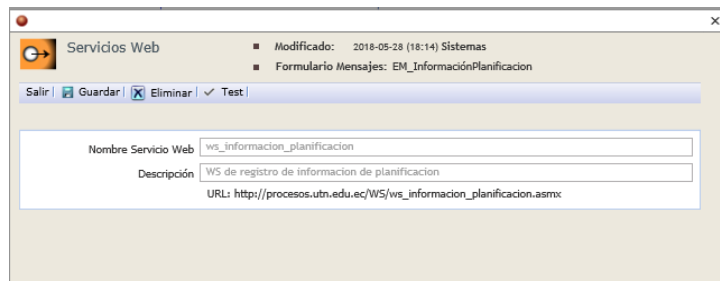 Servicios Web
Modificado: 2018-05-28 (18:14) Sistemas
Formulario Mensajes: EM_InformaciónPlanificacion
Salir | Guardar | Eliminar | Test |
Nombre Servicio Web ws_informacion_planificacion
Descripción WS de registro de informacion de planificacion
URL: http://procesos.utn.edu.ec/WS/ws_informacion_planificacion.asmx